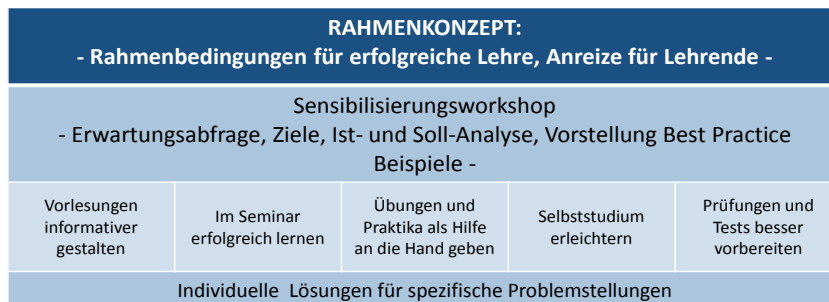 RAHMENKONZEPT:
- Rahmenbedingungen für erfolgreiche Lehre, Anreize für Lehrende -
Sensibilisierungsworkshop
- Erwartungsabfrage, Ziele, Ist- und Soll-Analyse, Vorstellung Best Practice
Beispiele -
Vorlesungen
informativer
gestalten
Im Seminar
erfolgreich lernen
Übungen und
Praktika als Hilfe
an die Hand geben
Selbststudium
erleichtern
Prüfungen und
Tests besser
vorbereiten
Individuelle Lösungen für spezifische Problemstellungen